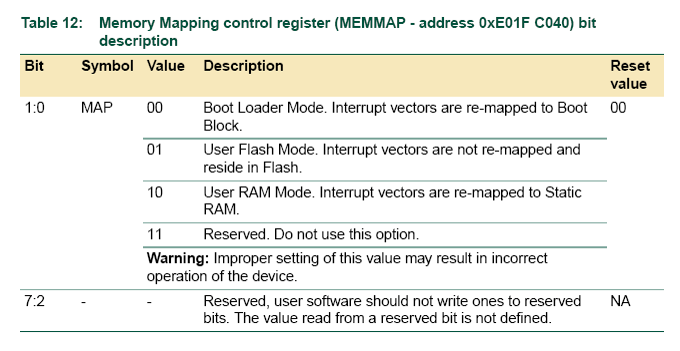 Table 12: Memory Mapping control register (MEMMAP - address 0xE01F C040) bit
description
Bit Symbol Value Description Reset
value
1:0 MAP 00 Boot Loader Mode. Interrupt vectors are re-mapped to Boot 00
Block.
01 User Flash Mode. Interrupt vectors are not re-mapped and
reside in Flash.
10 User RAM Mode. Interrupt vectors are re-mapped to Static
RAM.
11 Reserved. Do not use this option.
Warning: Improper setting of this value may result in incorrect
operation of the device.
7:2 - - Reserved, user software should not write ones to reserved NA
bits. The value read from a reserved bit is not defined.